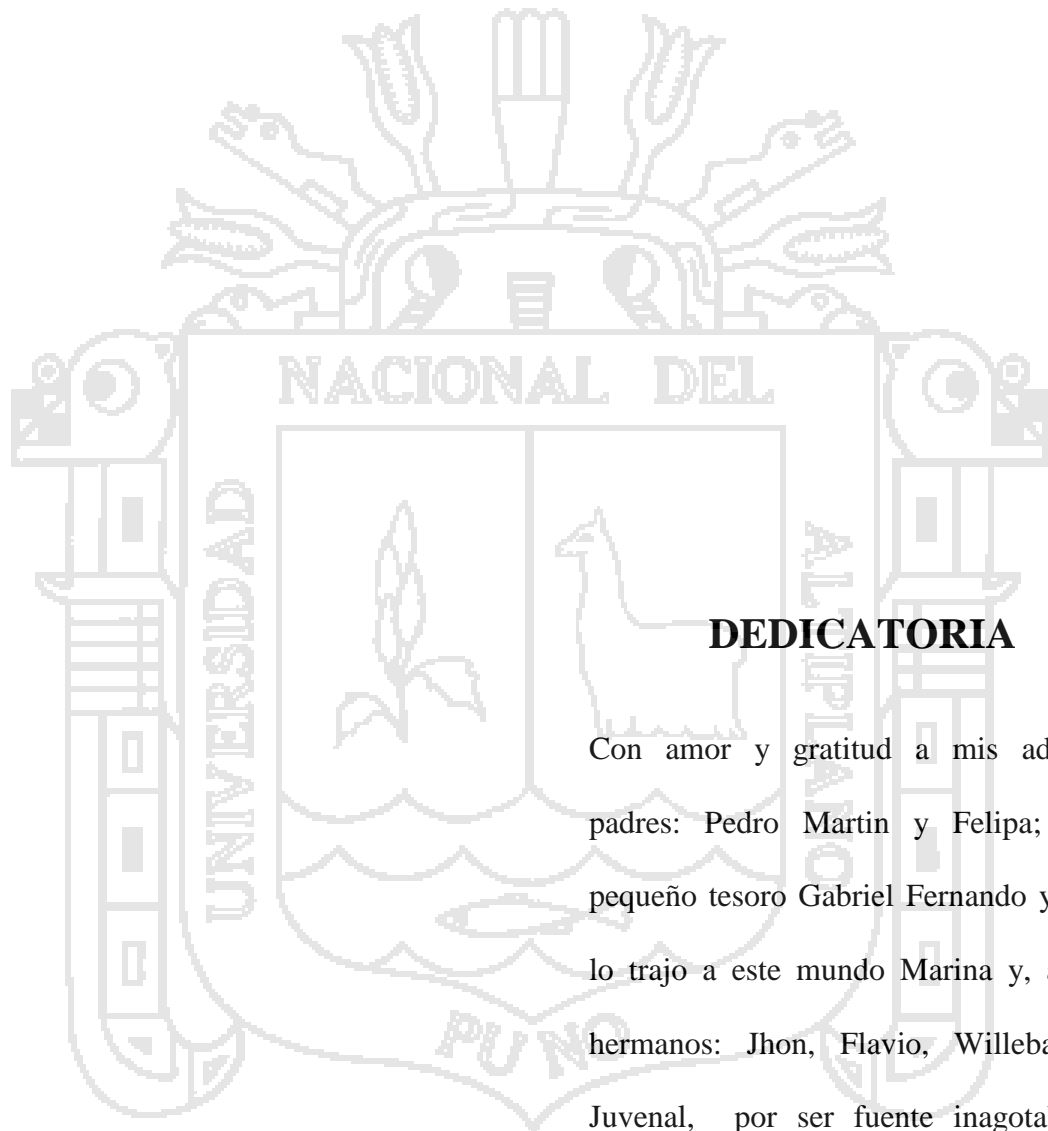 NACIONAL DEL
UNIVERSIDAD
ALTIPLANO
PUNO
DEDICATORIA
Con amor y gratitud a mis
padres: Pedro Martin y Felipa;
pequeño tesoro Gabriel Fernando y
lo trajo a este mundo Marina y,
hermanos: Jhon, Flavio,
Juvenal, por ser fuente